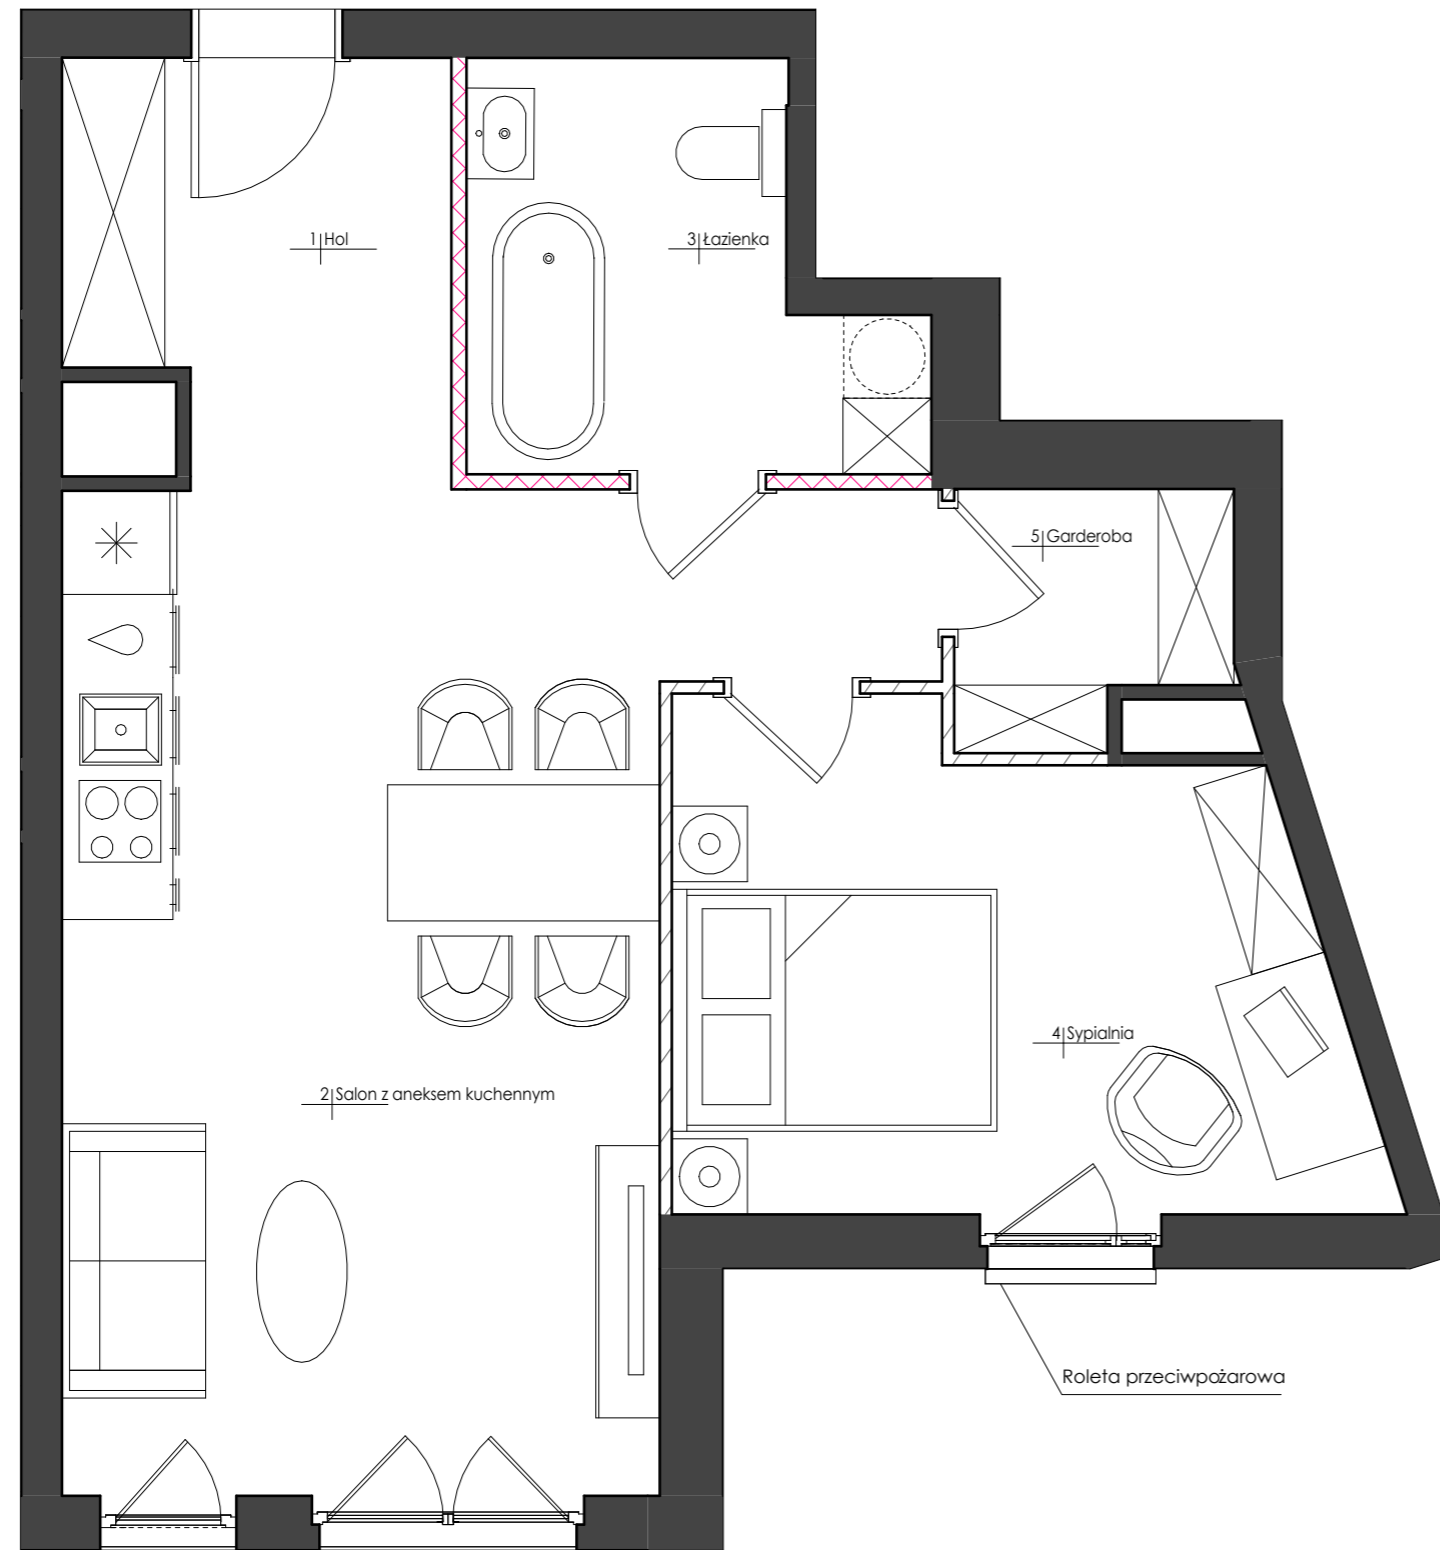 1 Hol
3 Łazienka
5 Garderoba
4 Sypialnia
2 Salon z aneksem kuchennym
Roleta przeciwpożarowa